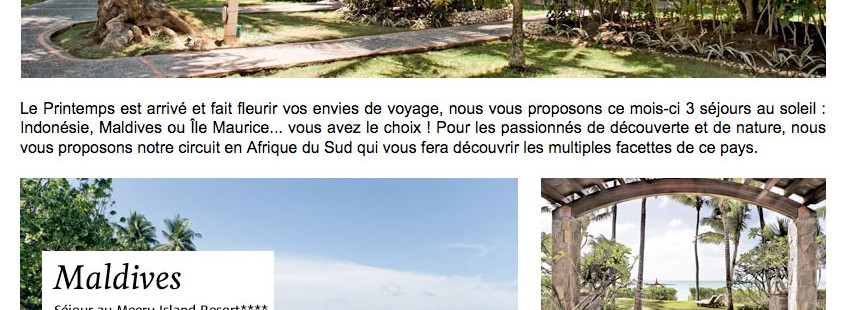 Le Printemps est arrivé et fait fleurir vos envies de voyage, nous vous proposons ce mois-ci 3 séjours au soleil :
Indonésie, Maldives ou Île Maurice... vous avez le choix ! Pour les passionnés de découverte et de nature, nous
vous proposons notre circuit en Afrique du Sud qui vous fera découvrir les multiples facettes de ce pays.
Maldives
Séjour au Meeru Island Resort****